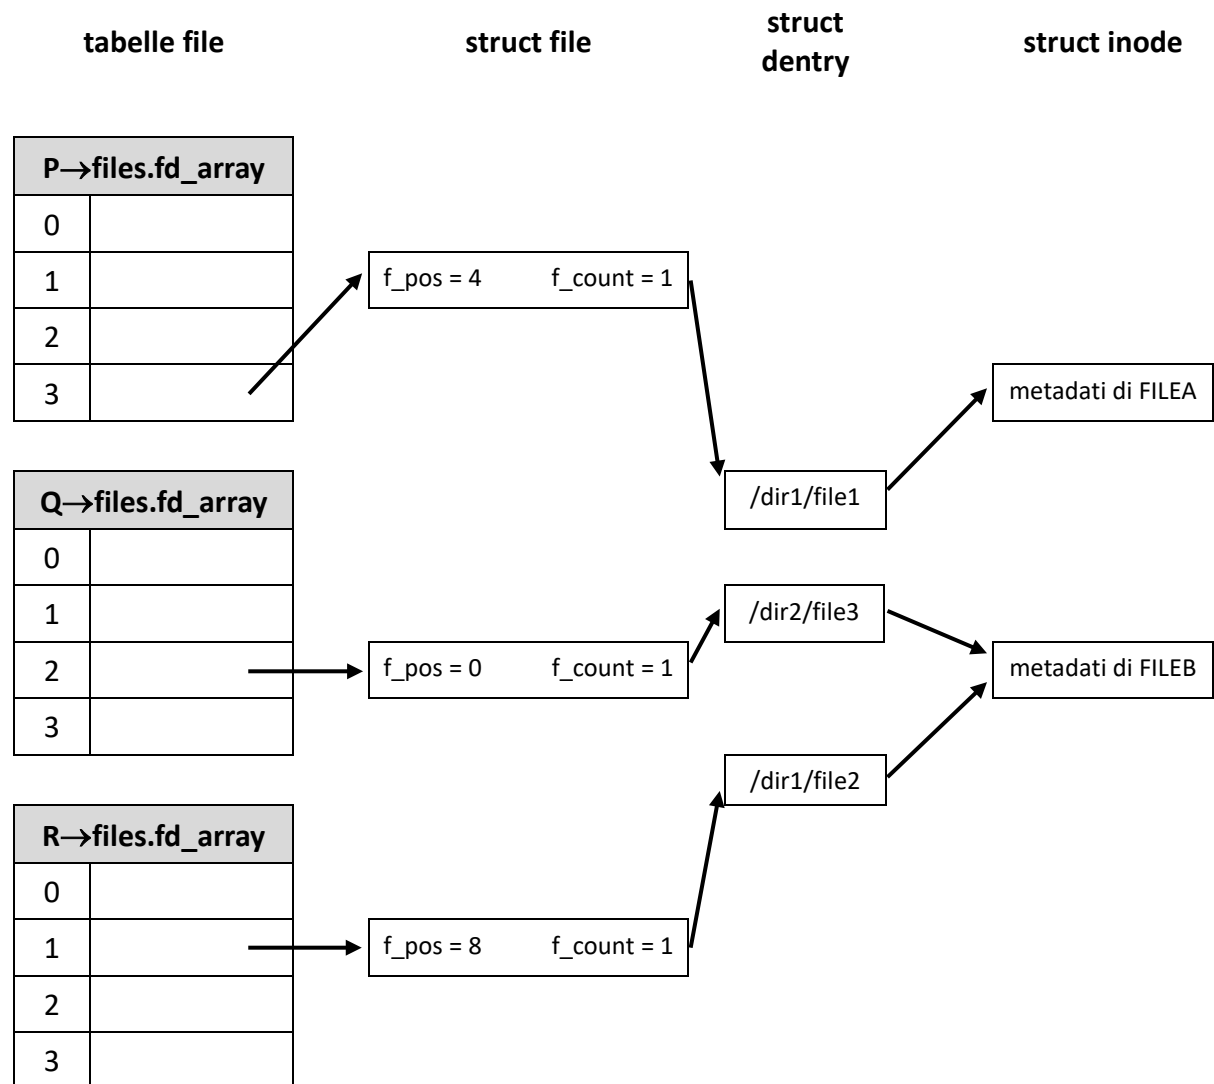 tabelle file
struct file
struct
dentry
struct inode
P→files.fd_array
0
1
2
3
f_pos = 4 f_count = 1
metadati di FILEA
/dir1/file1
Q→files.fd_array
0
1
2
3
f_pos = 0 f_count = 1
/dir2/file3
metadati di FILEB
/dir1/file2
R→files.fd_array
0
1
2
3
f_pos = 8 f_count = 1